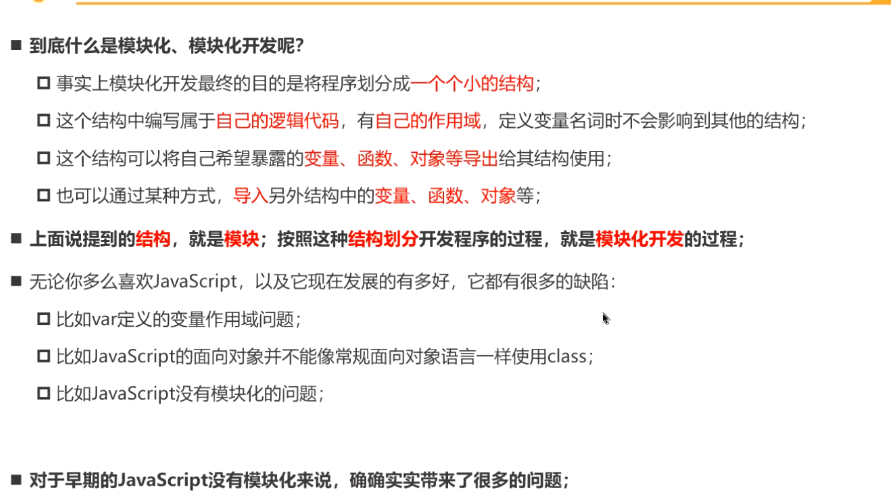 到底什么是模块化、模块化开发呢？
事实上模块化开发最终的目的是将程序划分成一个个小的结构；
这个结构中编写属于自己的逻辑代码，有自己的作用域，定义变量名词时不会影响到其他的结构；
这个结构可以将自己希望暴露的变量、函数、对象等导出给其结构使用；
也可以通过某种方式，导入另外结构中的变量、函数、对象等；
上面说提到的结构，就是模块；按照这种结构划分开发程序的过程，就是模块化开发的过程；
无论你多么喜欢JavaScript，以及它现在发展的有多好，它都有很多的缺陷：
比如var定义的变量作用域问题；
比如JavaScript的面向对象并不能像常规面向对象语言一样使用class；
比如JavaScript没有模块化的问题；
对于早期的JavaScript没有模块化来说，确确实实带来了很多的问题；